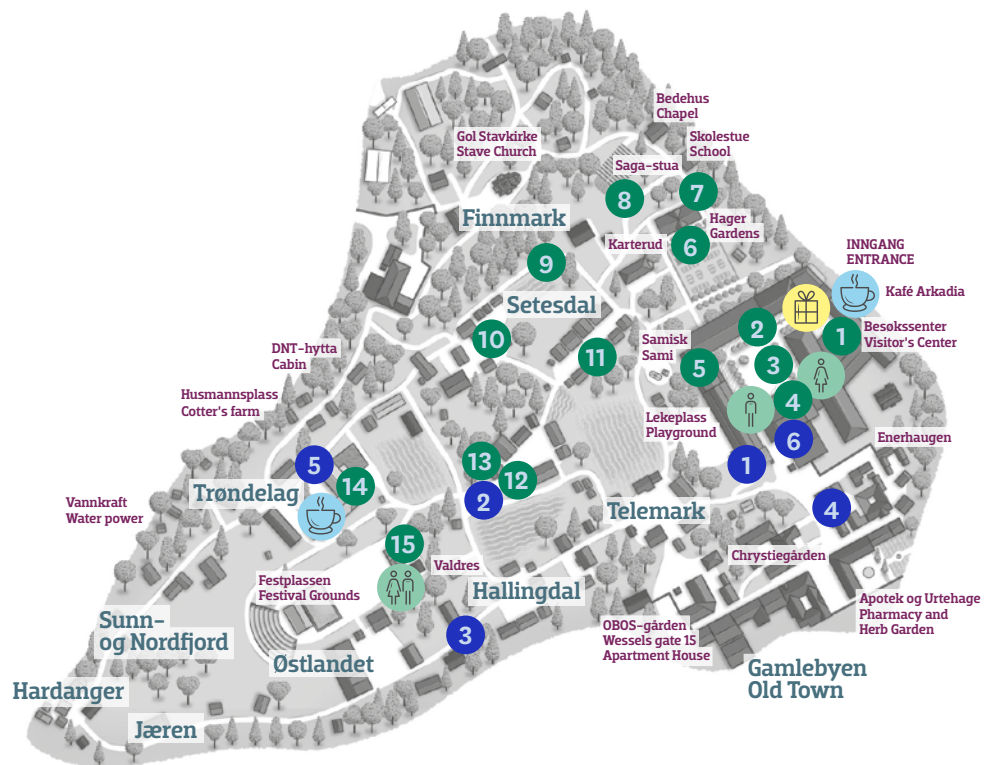 Bedehus
Chapel
Gol Stavkirke
Stave Church
Skolestue
School
Saga-stua
8
7
Finnmark
Karterud
Hager
Gardens
6
INNGANG
ENTRANCE
9
Kafé Arkadia
Setesdal
2
1
Besøkssenter
Visitor's Center
10
11
Samisk
Sami
5
3
DNT-hytta
Cabin
4
Husmannsplass
Cotter's farm
Lekeplass
Playground
6
Enerhaugen
5
13
1
Trøndelag
14
12
2
Vannkraft
Water power
Telemark
4
15
Chrystiegården
Valdres
Festplassen
Festival Grounds
Hallingdal
Apotek og Urtehage
Pharmacy and
Herb Garden
Sunn-
og Nordfjord
3
OBOS-gården
Wessels gate 15
Apartment House
Østlandet
Gamlebyen
Old Town
Hardanger
Jæren